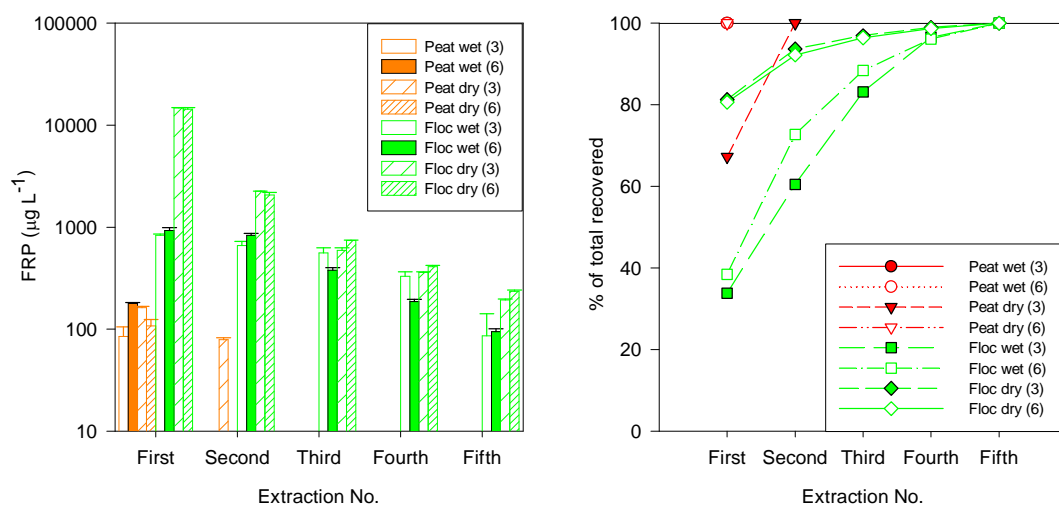 FRP (µg L-1)
100000
10000
1000
100
10
Peat wet (3)
Peat wet (6)
Peat dry (3)
Peat dry (6)
Floc wet (3)
Floc wet (6)
Floc dry (3)
Floc dry (6)
First Second Third Fourth Fifth
Extraction No.
% of total recovered
100
80
60
40
20
0
Peat wet (3)
Peat wet (6)
Peat dry (3)
Peat dry (6)
Floc wet (3)
Floc wet (6)
Floc dry (3)
Floc dry (6)
First Second Third Fourth Fifth
Extraction No.